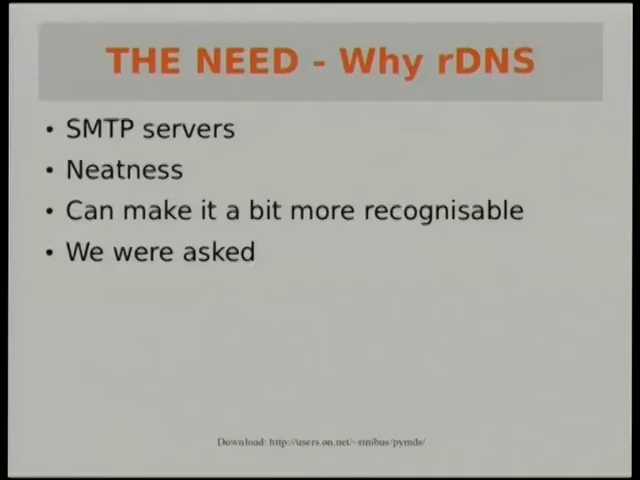 THE NEED - Why rDNS
• SMTP servers
• Neatness
• Can make it a bit more recognisable
• We were asked
Download: http://users.on.net/~rmibus/pymds/